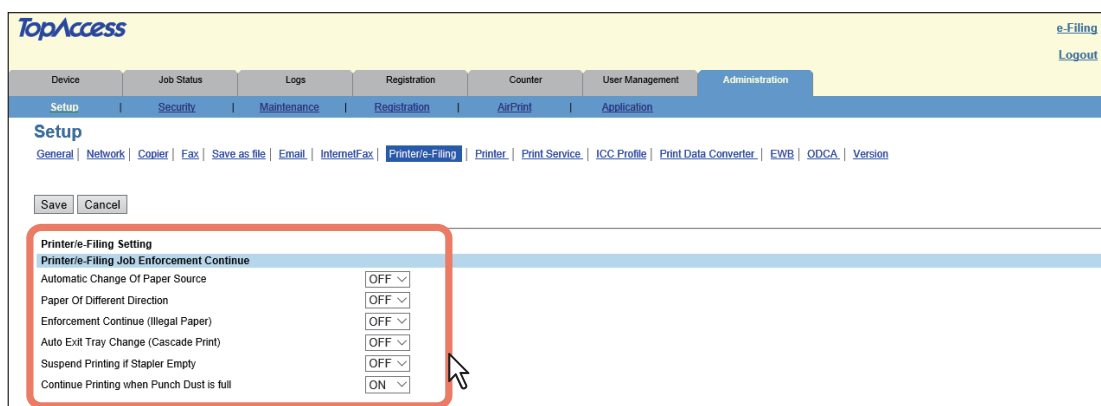 TopAccess
e-Filing
Logout
Device Job Status Logs Registration Counter User Management Administration
Setup | Security | Maintenance | Registration | AirPrint | Application
Setup
General | Network | Copier | Fax | Save as file | Email | InternetFax | Printer/e-Filing | Printer | Print Service | ICC Profile | Print Data Converter | EWB | ODCA | Version
Save Cancel
Printer/e-Filing Setting
Printer/e-Filing Job Enforcement Continue
Automatic Change Of Paper Source OFF
Paper Of Different Direction OFF
Enforcement Continue (Illegal Paper) OFF
Auto Exit Tray Change (Cascade Print) OFF
Suspend Printing if Stapler Empty OFF
Continue Printing when Punch Dust is full ON